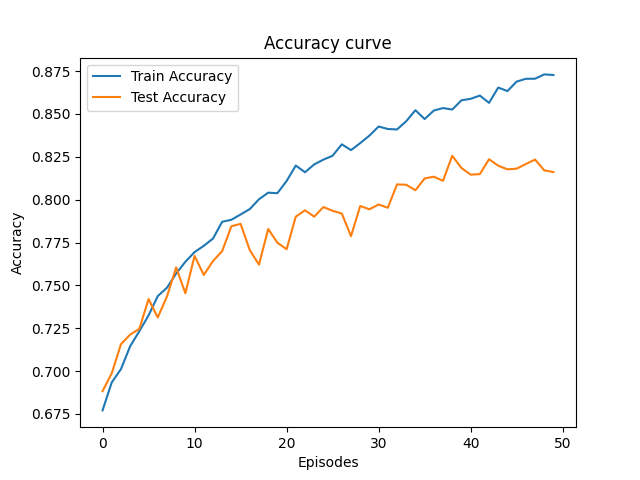 Accuracy curve
Train Accuracy
Test Accuracy
0.875
0.850
0.825
0.800
0.775
0.750
0.725
0.700
0.675
Accuracy
0 10 20 30 40 50
Episodes